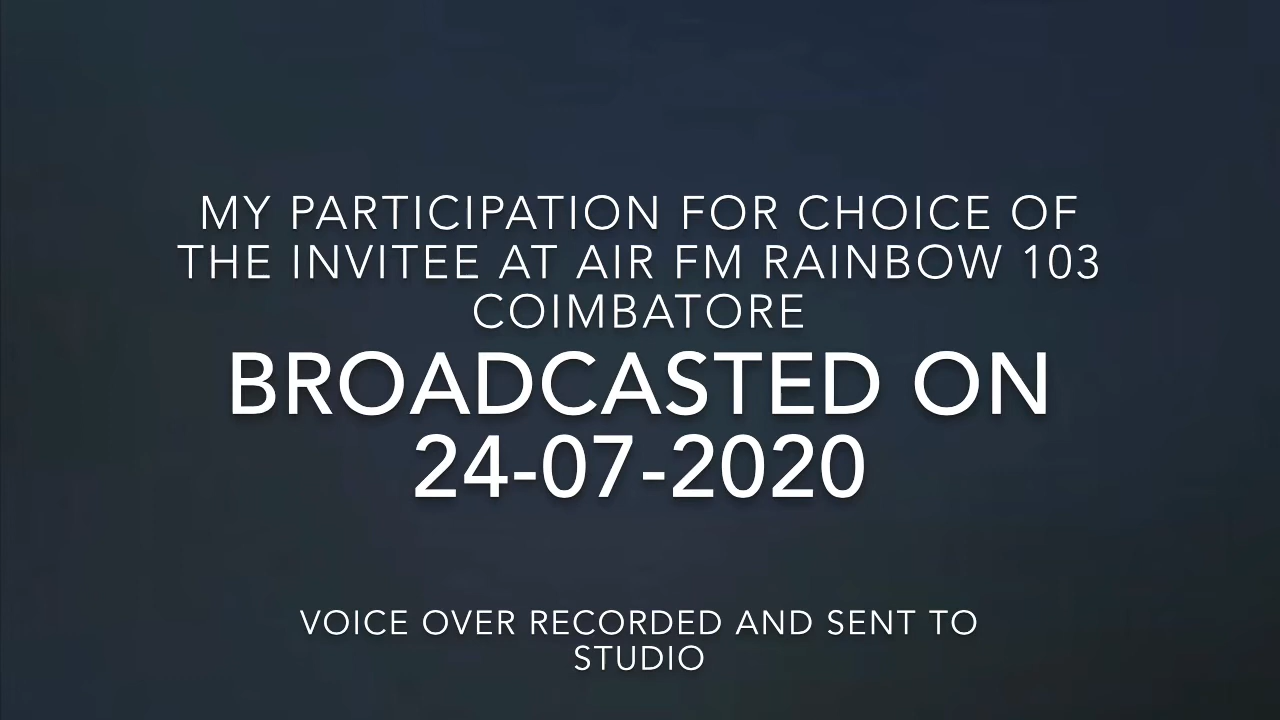 MY PARTICIPATION FOR CHOICE OF
THE INVITEE AT AIR FM RAINBOW 103
COIMBATORE
BROADCASTED ON
24-07-2020
VOICE OVER RECORDED AND SENT TO
STUDIO